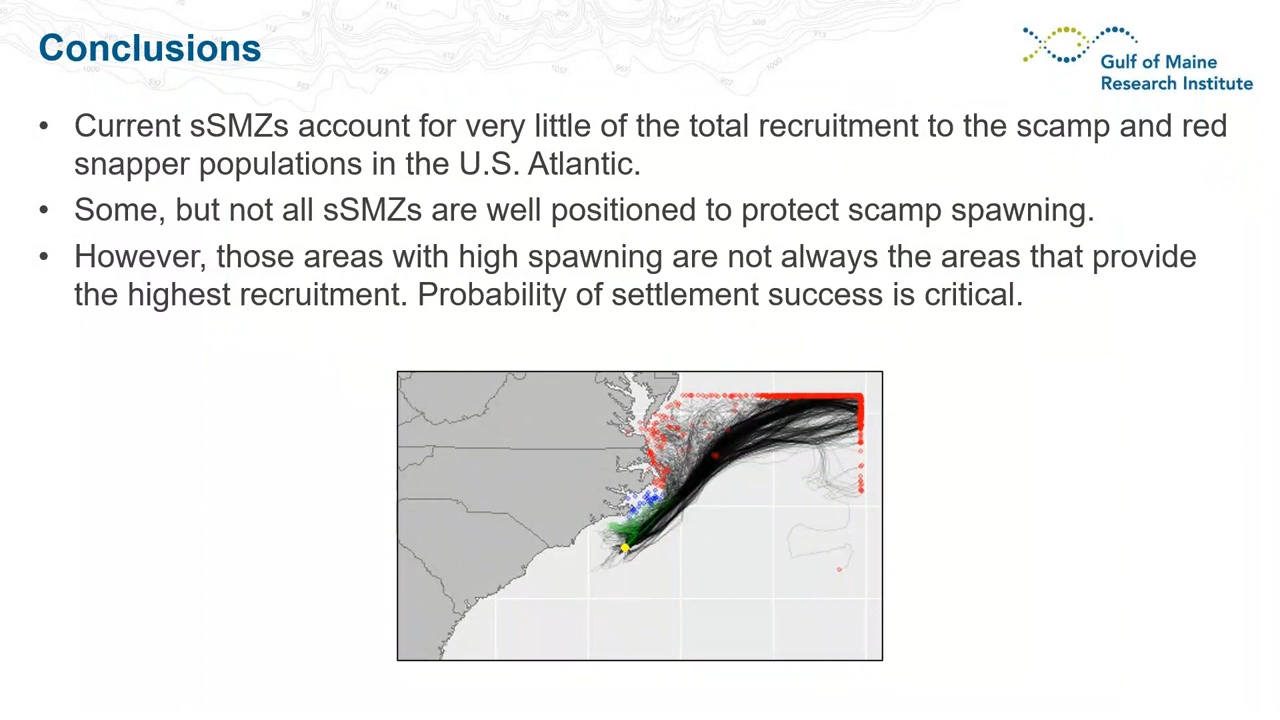 Conclusions
Gulf of Maine
Research Institute
• Current sSMZs account for very little of the total recruitment to the scamp and red
snapper populations in the U.S. Atlantic.
• Some, but not all sSMZs are well positioned to protect scamp spawning.
• However, those areas with high spawning are not always the areas that provide
the highest recruitment. Probability of settlement success is critical.